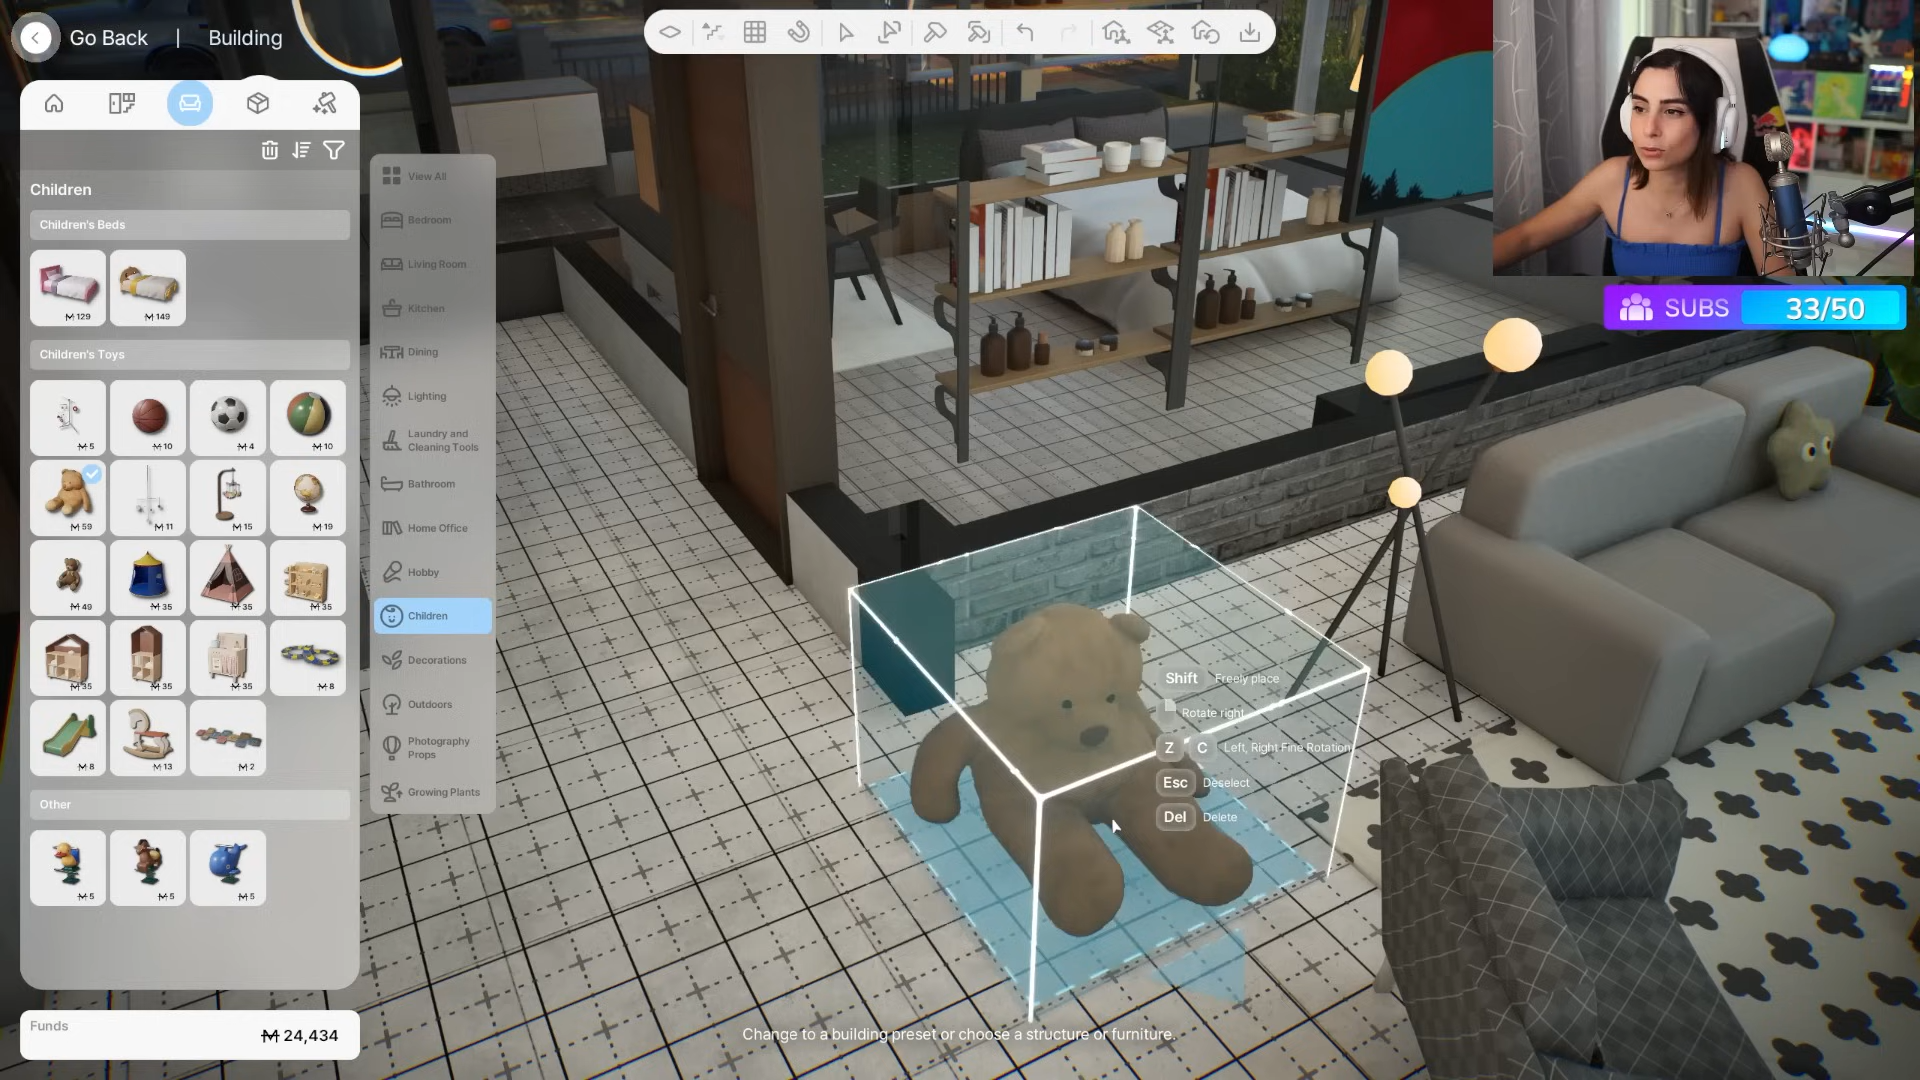 Go Back | Building
SUBS 33/50
Children
Children's Beds
Ϻ 129
Ϻ 149
Children's Toys
Ϻ 5
Ϻ 10
Ϻ 4
Ϻ 10
Ϻ 59
Ϻ 11
Ϻ 15
Ϻ 19
Ϻ 49
Ϻ 35
Ϻ 35
Ϻ 35
Ϻ 35
Ϻ 35
Ϻ 35
Ϻ 8
Ϻ 8
Ϻ 13
Ϻ 2
Other
Ϻ 5
Ϻ 5
Ϻ 5
Funds
Ϻ 24,434
View All
Bedroom
Living Room
Kitchen
Dining
Lighting
Laundry and
Cleaning Tools
Bathroom
Home Office
Hobby
Children
Decorations
Outdoors
Photography
Props
Growing Plants
Shift Freely place
Rotate right
Z C Left, Right Fine Rotation
Esc Deselect
Del Delete
Change to a building preset or choose a structure or furniture.